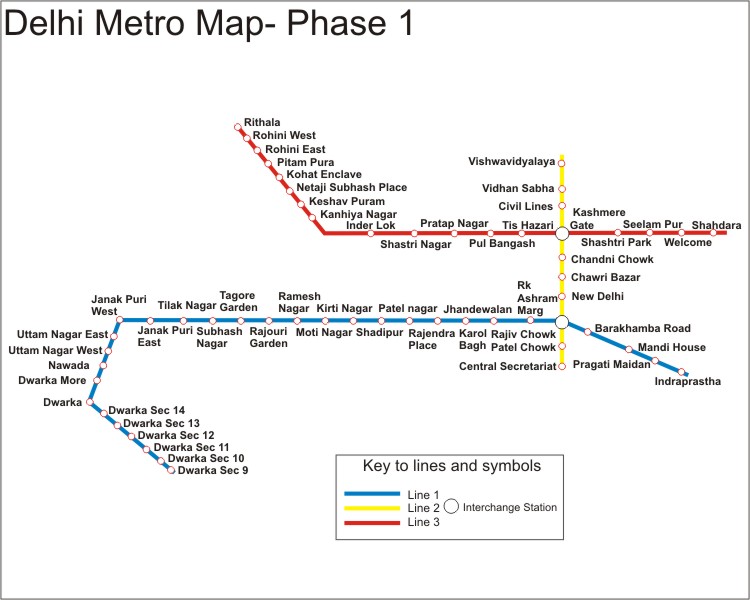 Delhi Metro Map- Phase 1
Rithala
Rohini West
Rohini East
Pitam Pura
Kohat Enclave
Netaji Subhash Place
Keshav Puram
Kanhiya Nagar
Inder Lok
Shastri Nagar
Pratap Nagar
Pul Bangash
Tis Hazari
Kashmere
Gate
Shashtri Park
Seelam Pur
Welcome
Shahdara
Vishwavidyalaya
Vidhan Sabha
Civil Lines
Chandni Chowk
Chawri Bazar
New Delhi
Rajiv Chowk
Patel Chowk
Central Secretariat
Indraprastha
Pragati Maidan
Mandi House
Barakhamba Road
Rk
Ashram
Marg
Jhandewalan
Karol
Bagh
Rajendra
Place
Patel nagar
Shadipur
Kirti Nagar
Moti Nagar
Ramesh
Nagar
Rajouri
Garden
Tagore
Garden
Subhash
Nagar
Tilak Nagar
Janak Puri
East
Janak Puri
West
Uttam Nagar East
Uttam Nagar West
Nawada
Dwarka More
Dwarka
Dwarka Sec 14
Dwarka Sec 13
Dwarka Sec 12
Dwarka Sec 11
Dwarka Sec 10
Dwarka Sec 9
Key to lines and symbols
Line 1
Line 2
Line 3
Interchange Station